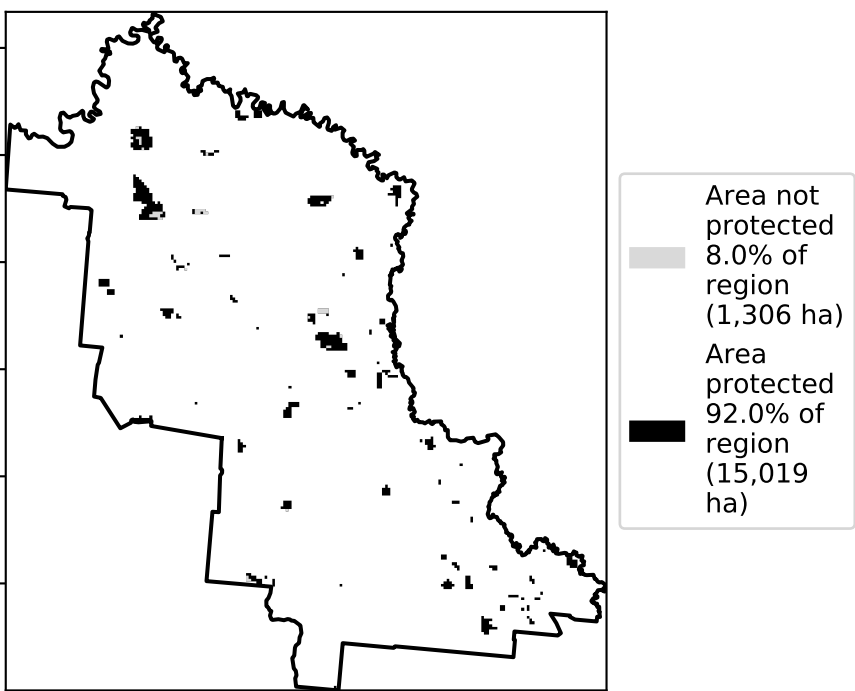 Area not
protected
8.0% of
region
(1,306 ha)
Area
protected
92.0% of
region
(15,019
ha)